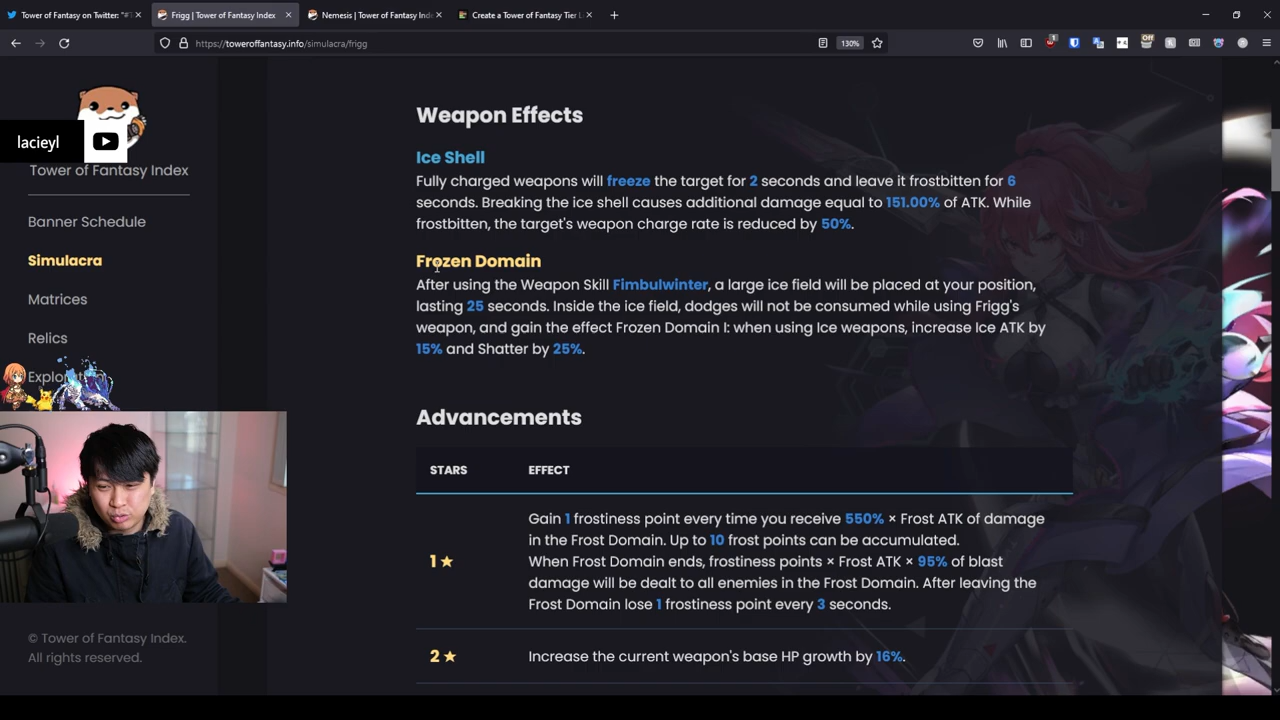 Tower of Fantasy on Twitter: "#T
Frigg | Tower of Fantasy Index
Nemesis | Tower of Fantasy Inde
Create a Tower of Fantasy Tier Li
https://toweroffantasy.info/simulacra/frigg
130%
1
Off
lacieyl
Tower of Fantasy Index
Banner Schedule
Simulacra
Matrices
Relics
Explor
© Tower of Fantasy Index.
All rights reserved.
Weapon Effects
Ice Shell
Fully charged weapons will freeze the target for 2 seconds and leave it frostbitten for 6
seconds. Breaking the ice shell causes additional damage equal to 151.00% of ATK. While
frostbitten, the target's weapon charge rate is reduced by 50%.
Frozen Domain
After using the Weapon Skill Fimbulwinter, a large ice field will be placed at your position,
lasting 25 seconds. Inside the ice field, dodges will not be consumed while using Frigg's
weapon, and gain the effect Frozen Domain I: when using Ice weapons, increase Ice ATK by
15% and Shatter by 25%.
Advancements
STARS EFFECT
Gain 1 frostiness point every time you receive 550% × Frost ATK of damage
in the Frost Domain. Up to 10 frost points can be accumulated.
1★ When Frost Domain ends, frostiness points × Frost ATK × 95% of blast
damage will be dealt to all enemies in the Frost Domain. After leaving the
Frost Domain lose 1 frostiness point every 3 seconds.
2★ Increase the current weapon's base HP growth by 16%.